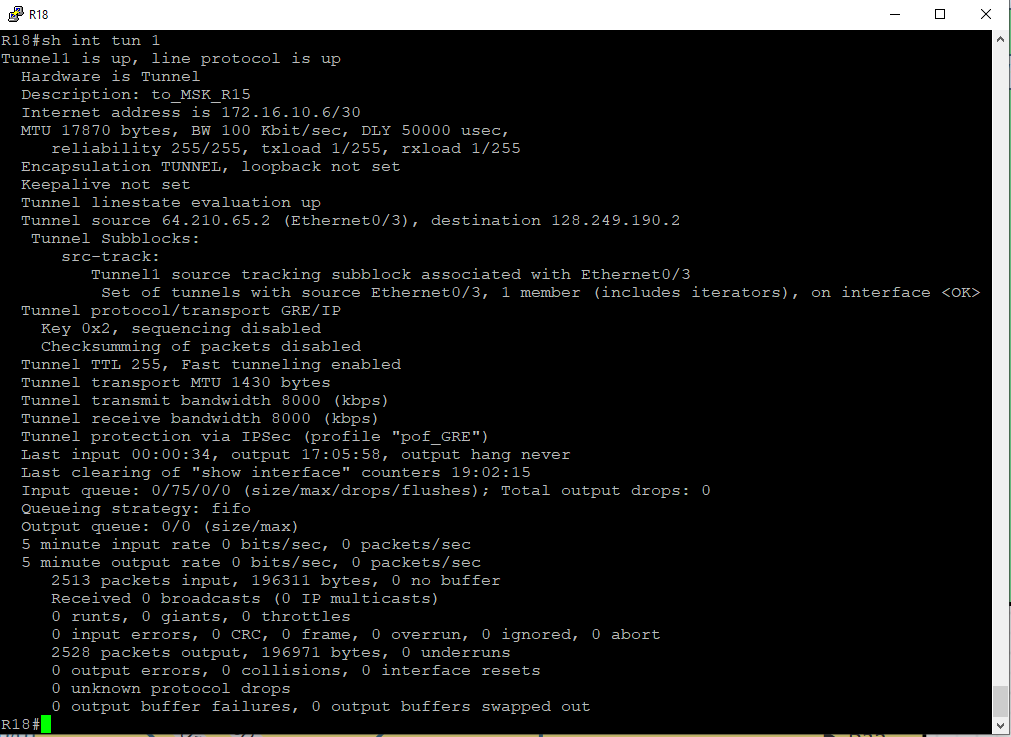 R18
R18#sh int tun 1
Tunnel1 is up, line protocol is up
  Hardware is Tunnel
  Description: to_MSK_R15
  Internet address is 172.16.10.6/30
  MTU 17870 bytes, BW 100 Kbit/sec, DLY 50000 usec,
     reliability 255/255, txload 1/255, rxload 1/255
  Encapsulation TUNNEL, loopback not set
  Keepalive not set
  Tunnel linestate evaluation up
  Tunnel source 64.210.65.2 (Ethernet0/3), destination 128.249.190.2
   Tunnel Subblocks:
      src-track:
         Tunnel1 source tracking subblock associated with Ethernet0/3
          Set of tunnels with source Ethernet0/3, 1 member (includes iterators), on interface <OK>
  Tunnel protocol/transport GRE/IP
    Key 0x2, sequencing disabled
    Checksumming of packets disabled
  Tunnel TTL 255, Fast tunneling enabled
  Tunnel transport MTU 1430 bytes
  Tunnel transmit bandwidth 8000 (kbps)
  Tunnel receive bandwidth 8000 (kbps)
  Tunnel protection via IPSec (profile "pof_GRE")
  Last input 00:00:34, output 17:05:58, output hang never
  Last clearing of "show interface" counters 19:02:15
  Input queue: 0/75/0/0 (size/max/drops/flushes); Total output drops: 0
  Queueing strategy: fifo
  Output queue: 0/0 (size/max)
  5 minute input rate 0 bits/sec, 0 packets/sec
  5 minute output rate 0 bits/sec, 0 packets/sec
     2513 packets input, 196311 bytes, 0 no buffer
     Received 0 broadcasts (0 IP multicasts)
     0 runts, 0 giants, 0 throttles
     0 input errors, 0 CRC, 0 frame, 0 overrun, 0 ignored, 0 abort
     2528 packets output, 196971 bytes, 0 underruns
     0 output errors, 0 collisions, 0 interface resets
     0 unknown protocol drops
     0 output buffer failures, 0 output buffers swapped out
R18#